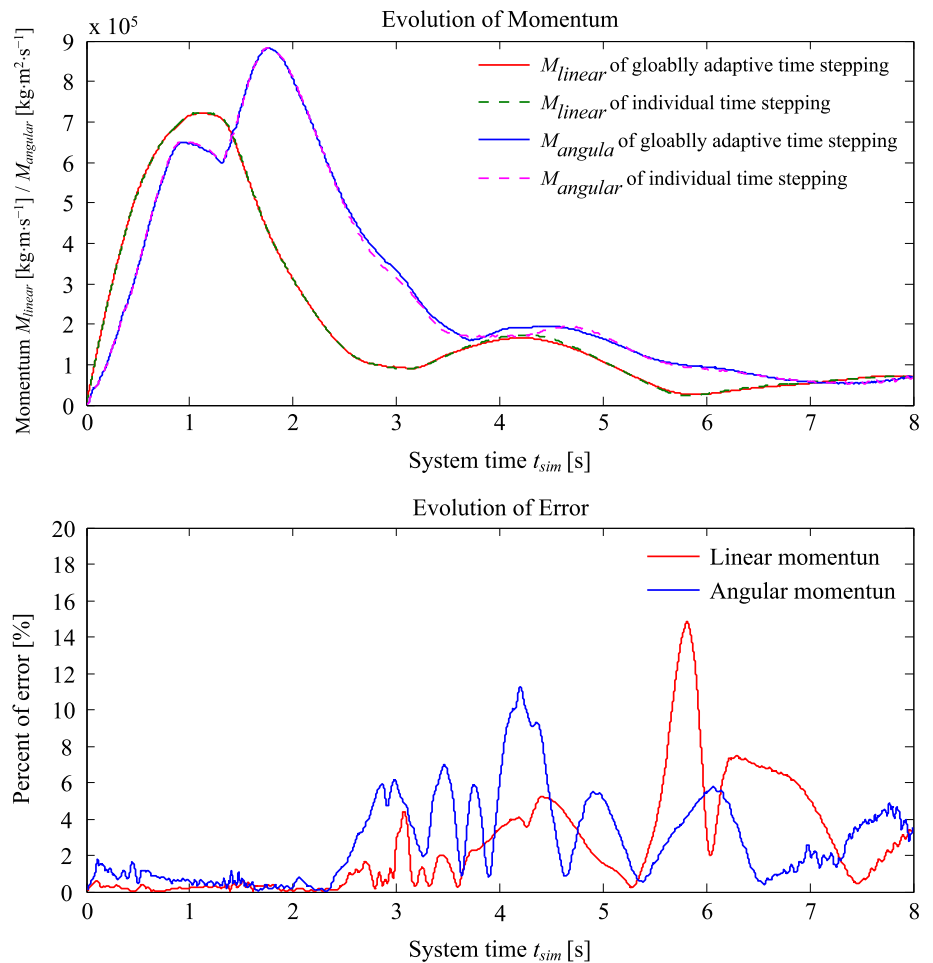 Evolution of Momentum
x 10⁵
Momentum M_linear [kg·m·s⁻¹] / M_angular [kg·m²·s⁻¹]
9
8
7
6
5
4
3
2
1
0
M_linear of gloablly adaptive time stepping
M_linear of individual time stepping
M_angula of gloablly adaptive time stepping
M_angular of individual time stepping
0 1 2 3 4 5 6 7 8
System time t_sim [s]
Evolution of Error
Percent of error [%]
20
18
16
14
12
10
8
6
4
2
0
Linear momentun
Angular momentun
0 1 2 3 4 5 6 7 8
System time t_sim [s]